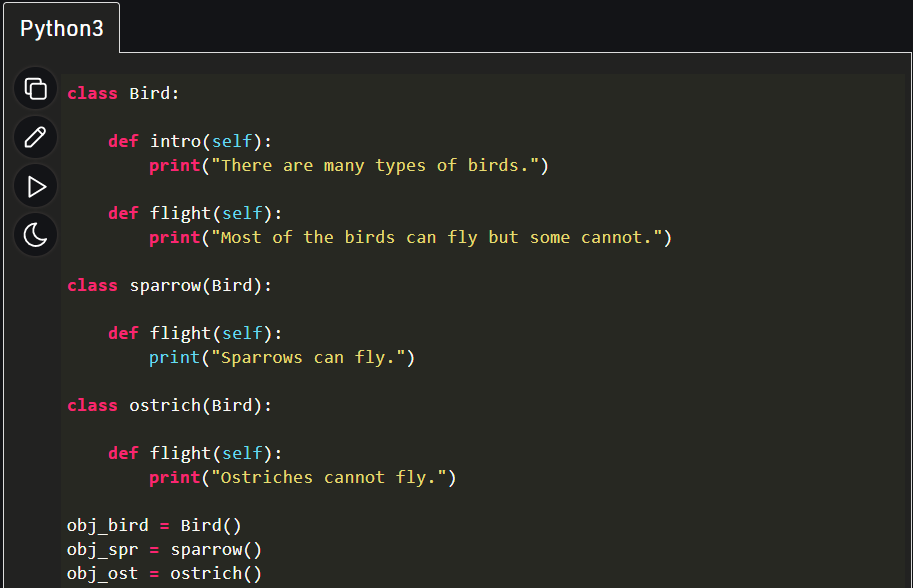 Python3
class Bird:
    def intro(self):
        print("There are many types of birds.")
    def flight(self):
        print("Most of the birds can fly but some cannot.")
class sparrow(Bird):
    def flight(self):
        print("Sparrows can fly.")
class ostrich(Bird):
    def flight(self):
        print("Ostriches cannot fly.")
obj_bird = Bird()
obj_spr = sparrow()
obj_ost = ostrich()